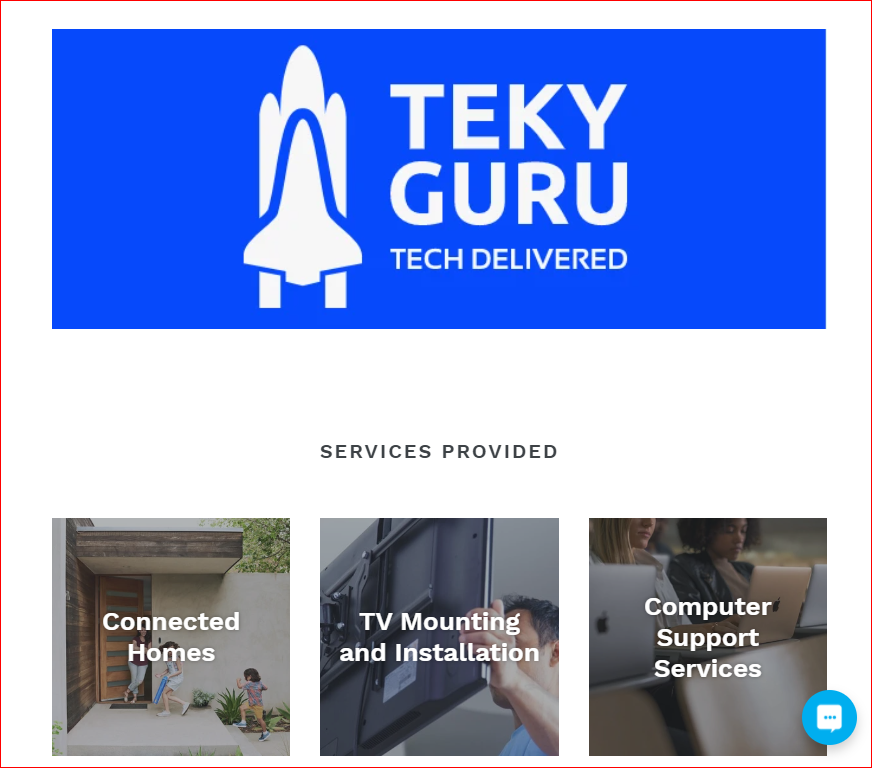 TEKY
GURU
TECH DELIVERED
SERVICES PROVIDED
Connected
Homes
TV Mounting
and Installation
Computer
Support
Services